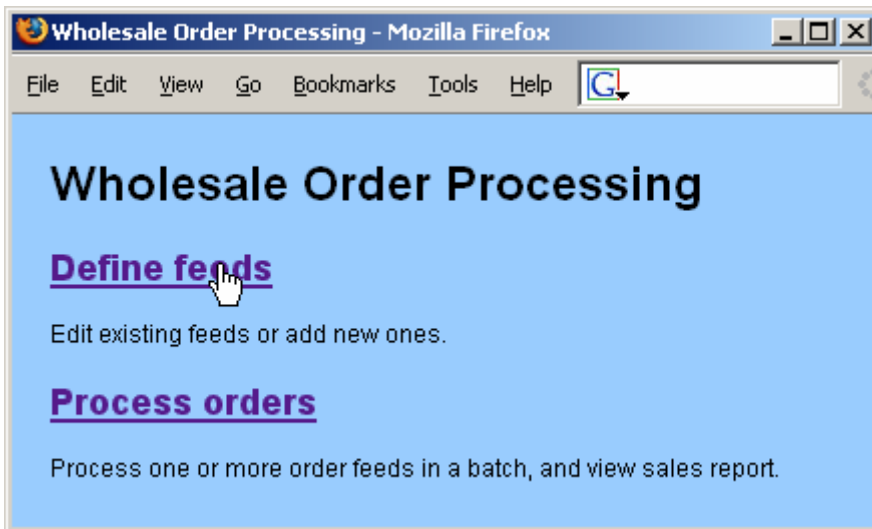 Wholesale Order Processing - Mozilla Firefox
File Edit View Go Bookmarks Tools Help G
Wholesale Order Processing
Define feeds
Edit existing feeds or add new ones.
Process orders
Process one or more order feeds in a batch, and view sales report.